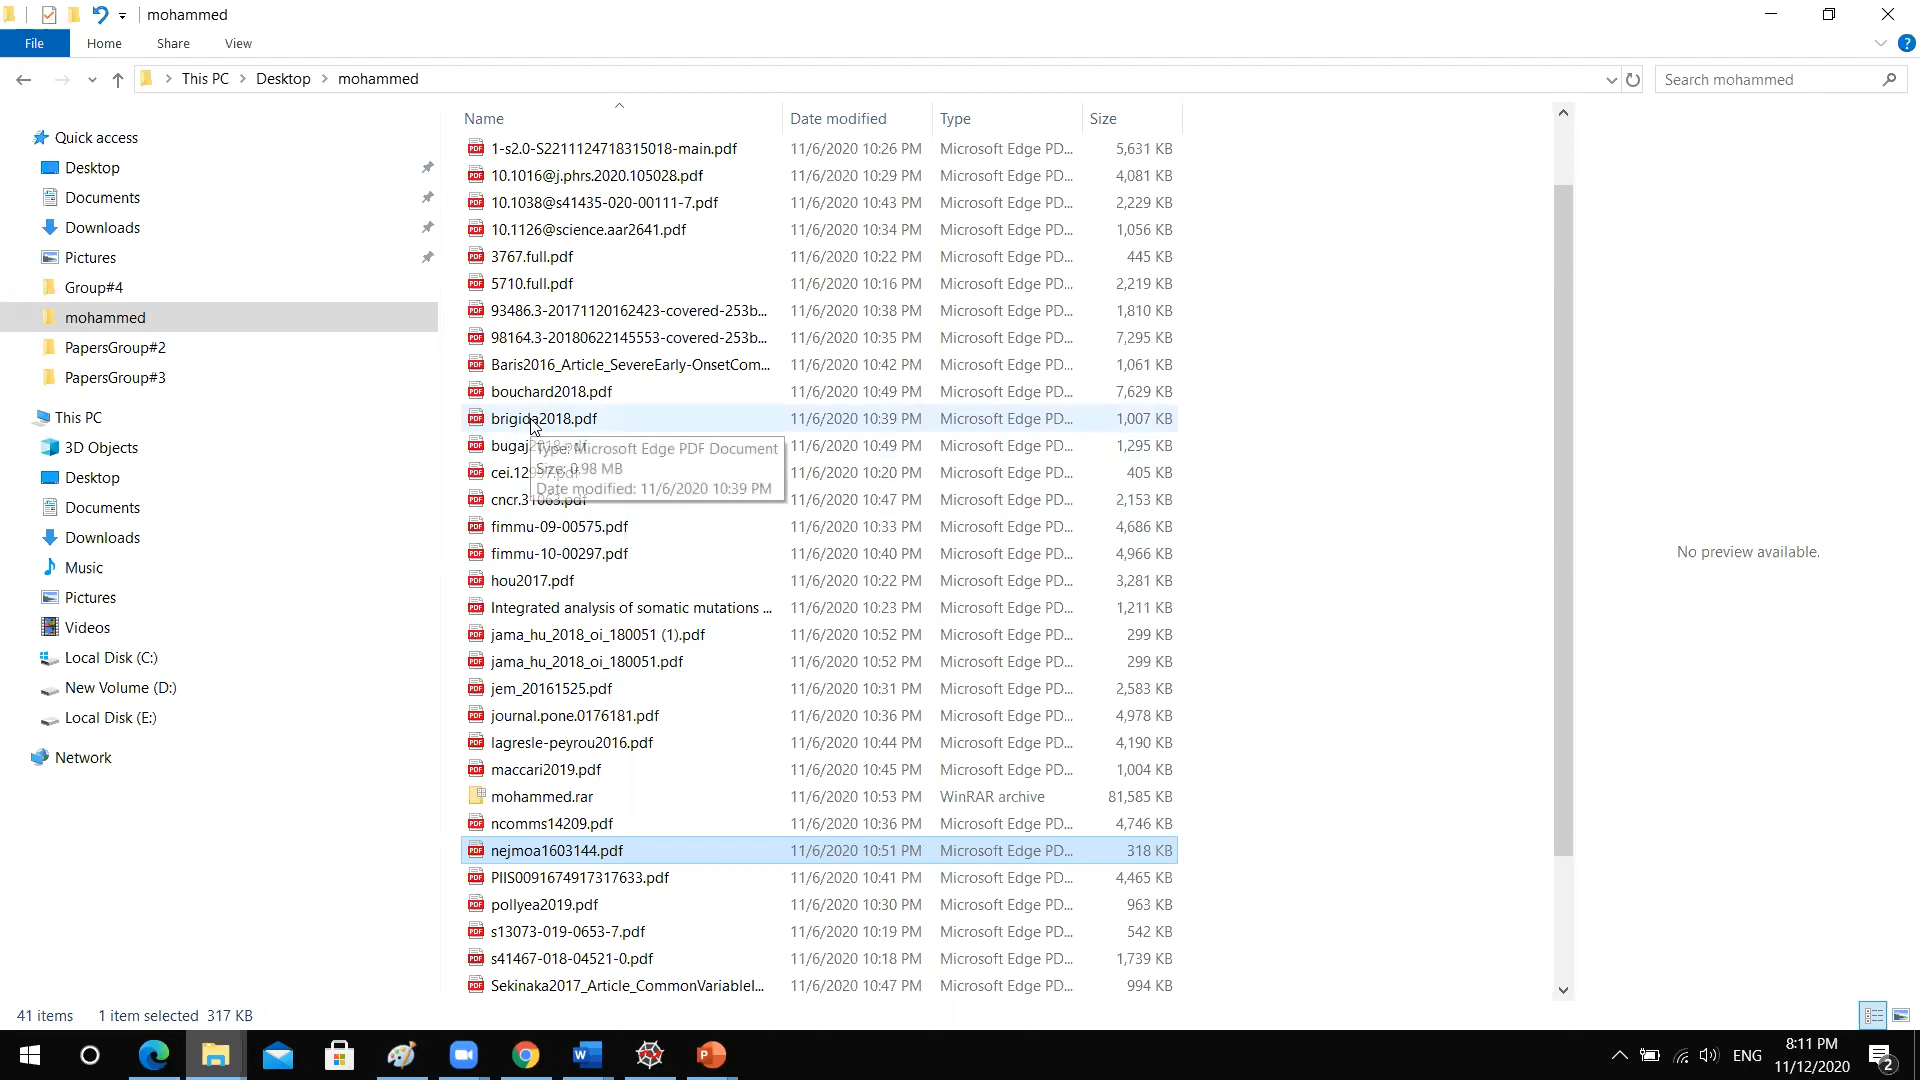 mohammed
File Home Share View
This PC Desktop mohammed
Search mohammed
Name Date modified Type Size
Quick access
Desktop
Documents
Downloads
Pictures
Group#4
mohammed
PapersGroup#2
PapersGroup#3
This PC
3D Objects
Desktop
Documents
Downloads
Music
Pictures
Videos
Local Disk (C:)
New Volume (D:)
Local Disk (E:)
Network
1-s2.0-S2211124718315018-main.pdf 11/6/2020 10:26 PM Microsoft Edge PD... 5,631 KB
10.1016@j.phrs.2020.105028.pdf 11/6/2020 10:29 PM Microsoft Edge PD... 4,081 KB
10.1038@s41435-020-00111-7.pdf 11/6/2020 10:43 PM Microsoft Edge PD... 2,229 KB
10.1126@science.aar2641.pdf 11/6/2020 10:34 PM Microsoft Edge PD... 1,056 KB
3767.full.pdf 11/6/2020 10:22 PM Microsoft Edge PD... 445 KB
5710.full.pdf 11/6/2020 10:16 PM Microsoft Edge PD... 2,219 KB
93486.3-20171120162423-covered-253b... 11/6/2020 10:38 PM Microsoft Edge PD... 1,810 KB
98164.3-20180622145553-covered-253b... 11/6/2020 10:35 PM Microsoft Edge PD... 7,295 KB
Baris2016_Article_SevereEarly-OnsetCom... 11/6/2020 10:42 PM Microsoft Edge PD... 1,061 KB
bouchard2018.pdf 11/6/2020 10:49 PM Microsoft Edge PD... 7,629 KB
brigida2018.pdf 11/6/2020 10:39 PM Microsoft Edge PD... 1,007 KB
bugaj2018.pdf 11/6/2020 10:49 PM Microsoft Edge PD... 1,295 KB
Type: Microsoft Edge PDF Document
Size: 0.98 MB
Date modified: 11/6/2020 10:39 PM
11/6/2020 10:20 PM Microsoft Edge PD... 405 KB
cncr.31063.pdf 11/6/2020 10:47 PM Microsoft Edge PD... 2,153 KB
fimmu-09-00575.pdf 11/6/2020 10:33 PM Microsoft Edge PD... 4,686 KB
fimmu-10-00297.pdf 11/6/2020 10:40 PM Microsoft Edge PD... 4,966 KB
hou2017.pdf 11/6/2020 10:22 PM Microsoft Edge PD... 3,281 KB
Integrated analysis of somatic mutations ... 11/6/2020 10:23 PM Microsoft Edge PD... 1,211 KB
jama_hu_2018_oi_180051 (1).pdf 11/6/2020 10:52 PM Microsoft Edge PD... 299 KB
jama_hu_2018_oi_180051.pdf 11/6/2020 10:52 PM Microsoft Edge PD... 299 KB
jem_20161525.pdf 11/6/2020 10:31 PM Microsoft Edge PD... 2,583 KB
journal.pone.0176181.pdf 11/6/2020 10:36 PM Microsoft Edge PD... 4,978 KB
lagresle-peyrou2016.pdf 11/6/2020 10:44 PM Microsoft Edge PD... 4,190 KB
maccari2019.pdf 11/6/2020 10:45 PM Microsoft Edge PD... 1,004 KB
mohammed.rar 11/6/2020 10:53 PM WinRAR archive 81,585 KB
ncomms14209.pdf 11/6/2020 10:36 PM Microsoft Edge PD... 4,746 KB
nejmoa1603144.pdf 11/6/2020 10:51 PM Microsoft Edge PD... 318 KB
PIIS0091674917317633.pdf 11/6/2020 10:41 PM Microsoft Edge PD... 4,465 KB
pollyea2019.pdf 11/6/2020 10:30 PM Microsoft Edge PD... 963 KB
s13073-019-0653-7.pdf 11/6/2020 10:19 PM Microsoft Edge PD... 542 KB
s41467-018-04521-0.pdf 11/6/2020 10:18 PM Microsoft Edge PD... 1,739 KB
Sekinaka2017_Article_CommonVariableI... 11/6/2020 10:47 PM Microsoft Edge PD... 994 KB
No preview available.
41 items 1 item selected 317 KB
ENG
8:11 PM
11/12/2020
2